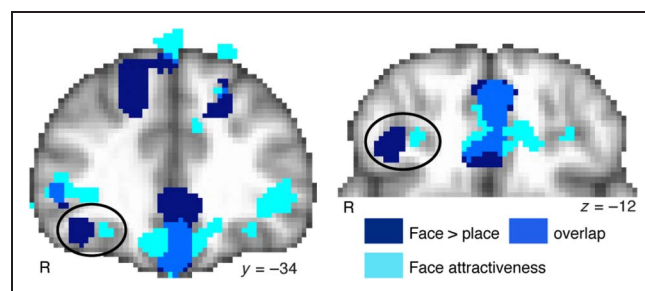 R
y = −34
R
z = −12
Face > place
overlap
Face attractiveness